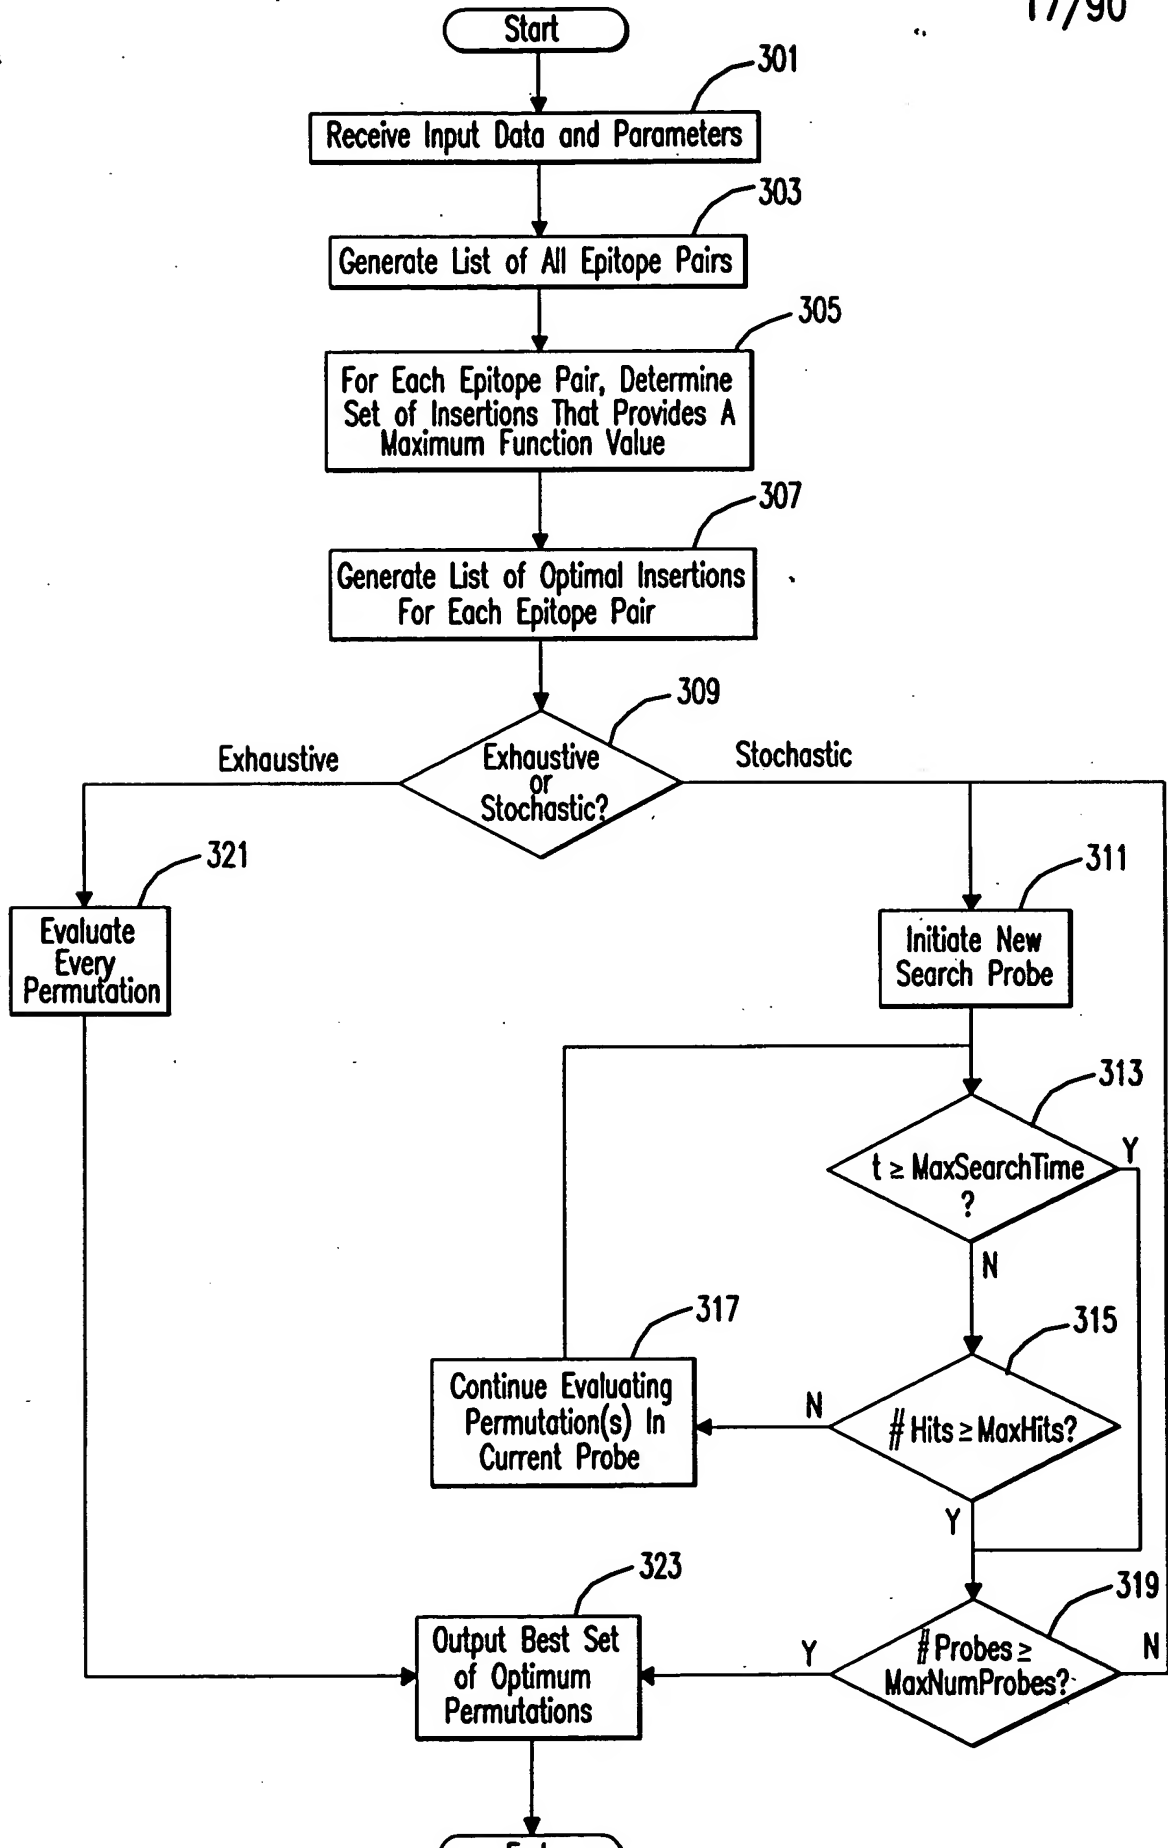 17/90
Start
301
Receive Input Data and Parameters
303
Generate List of All Epitope Pairs
305
For Each Epitope Pair, Determine
Set of Insertions That Provides A
Maximum Function Value
307
Generate List of Optimal Insertions
For Each Epitope Pair
309
Exhaustive
Exhaustive
or
Stochastic?
Stochastic
321
Evaluate
Every
Permutation
311
Initiate New
Search Probe
313
t ≥ MaxSearchTime
?
Y
N
317
Continue Evaluating
Permutation(s) In
Current Probe
315
N
# Hits ≥ MaxHits?
Y
323
Output Best Set
of Optimum
Permutations
319
Y
# Probes ≥
MaxNumProbes?
N